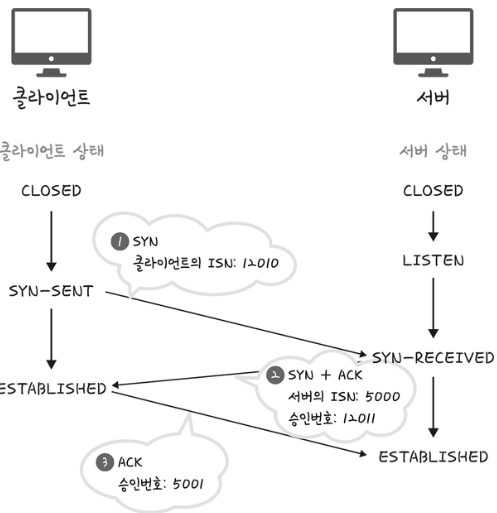 클라이언트
서버
클라이언트 상태
서버 상태
CLOSED
CLOSED
1 SYN
클라이언트의 ISN: 12010
LISTEN
SYN-SENT
SYN-RECEIVED
2 SYN + ACK
서버의 ISN: 5000
승인번호: 12011
ESTABLISHED
ESTABLISHED
3 ACK
승인번호: 5001